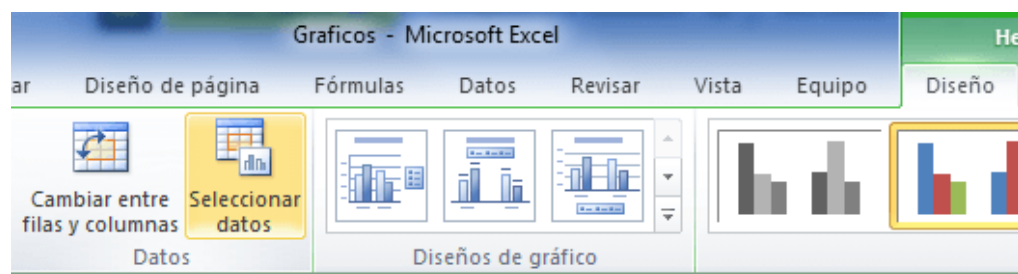 Graficos - Microsoft Excel
He
ar Diseño de página Fórmulas Datos Revisar Vista Equipo Diseño
Cambiar entre
filas y columnas
Seleccionar
datos
Datos
Diseños de gráfico